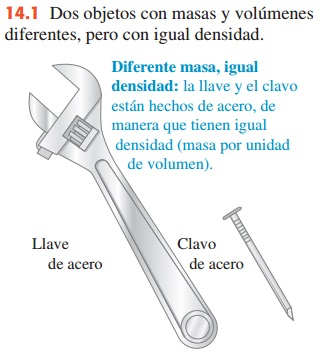 14.1 Dos objetos con masas y volúmenes
diferentes, pero con igual densidad.
Diferente masa, igual
densidad: la llave y el clavo
están hechos de acero, de
manera que tienen igual
densidad (masa por unidad
de volumen).
Llave
de acero
Clavo
de acero